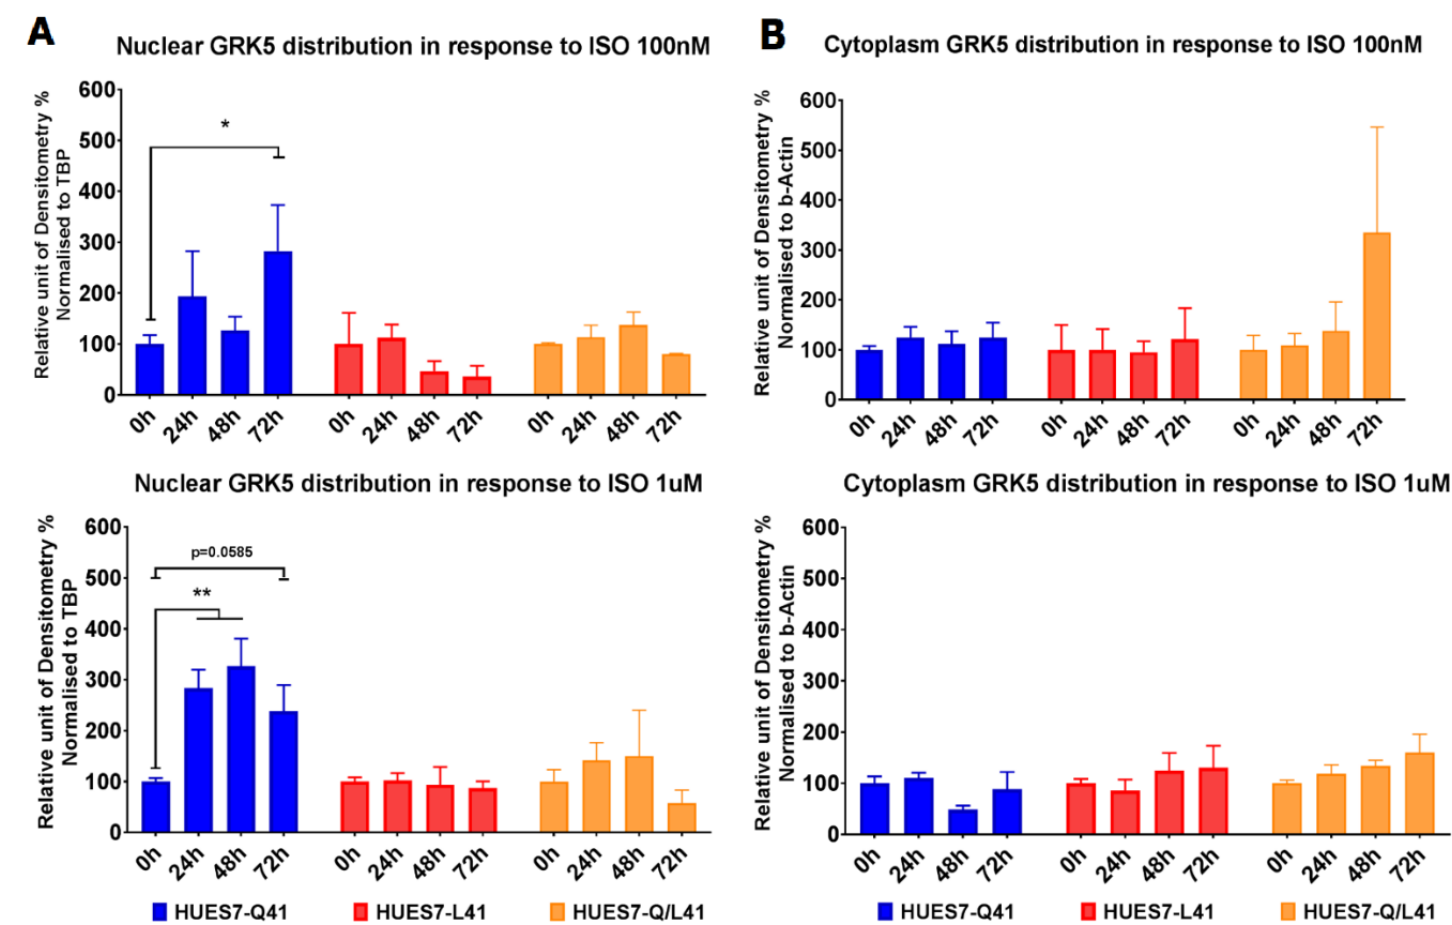 A
Nuclear GRK5 distribution in response to ISO 100nM
Relative unit of Densitometry %
Normalised to TBP
600
500
400
300
200
100
0
*
0h 24h 48h 72h 0h 24h 48h 72h 0h 24h 48h 72h
B
Cytoplasm GRK5 distribution in response to ISO 100nM
Relative unit of Densitometry %
Normalised to b-Actin
600
500
400
300
200
100
0
0h 24h 48h 72h 0h 24h 48h 72h 0h 24h 48h 72h
Nuclear GRK5 distribution in response to ISO 1uM
Relative unit of Densitometry %
Normalised to TBP
600
500
400
300
200
100
0
p=0.0585
**
0h 24h 48h 72h 0h 24h 48h 72h 0h 24h 48h 72h
HUES7-Q41 HUES7-L41 HUES7-Q/L41
Cytoplasm GRK5 distribution in response to ISO 1uM
Relative unit of Densitometry %
Normalised to b-Actin
600
500
400
300
200
100
0
0h 24h 48h 72h 0h 24h 48h 72h 0h 24h 48h 72h
HUES7-Q41 HUES7-L41 HUES7-Q/L41